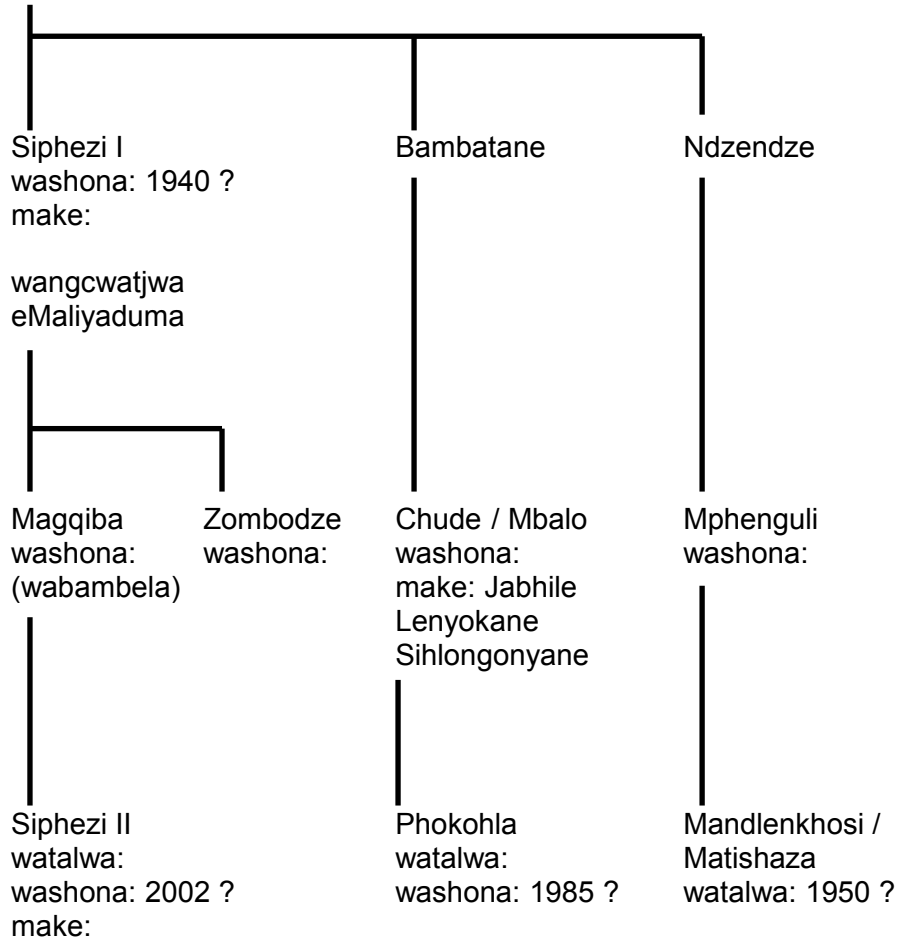 Siphezi I
washona: 1940 ?
make:
wangcwatjwa
eMaliyaduma
Bambatane
Ndzendze
Magqiba
washona:
(wabambela)
Zombodze
washona:
Chude / Mbalo
washona:
make: Jabhile
Lenyokane
Sihlongonyane
Mphenguli
washona:
Siphezi II
watalwa:
washona: 2002 ?
make:
Phokohla
watalwa:
washona: 1985 ?
Mandlenkhosi /
Matishaza
watalwa: 1950 ?